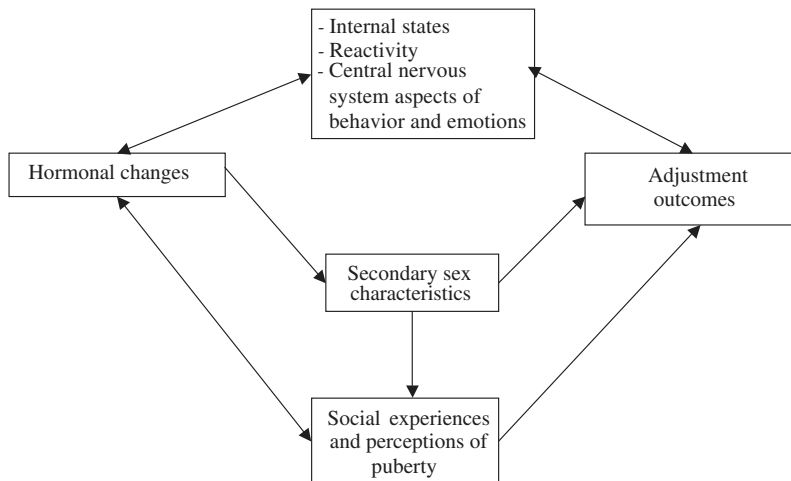 - Internal states
- Reactivity
- Central nervous
system aspects of
behavior and emotions
Hormonal changes
Adjustment
outcomes
Secondary sex
characteristics
Social experiences
and perceptions of
puberty